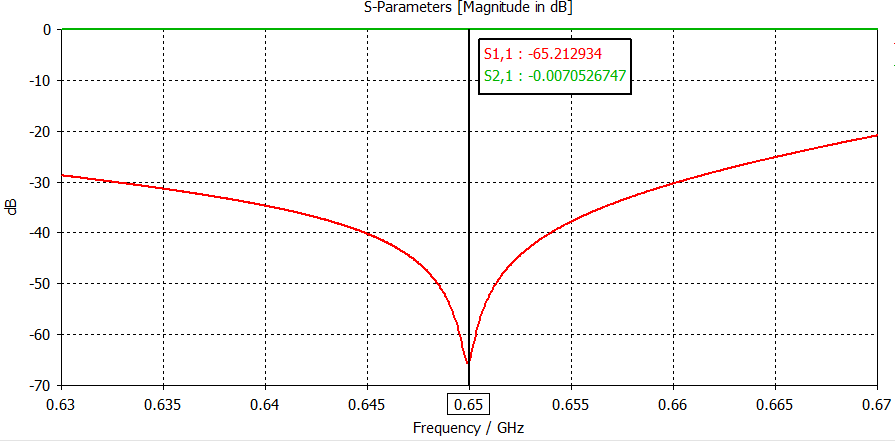 S-Parameters [Magnitude in dB]
S1,1 : -65.212934
S2,1 : -0.0070526747
0
-10
-20
-30
-40
-50
-60
-70
dB
0.63 0.635 0.64 0.645 0.65 0.655 0.66 0.665 0.67
Frequency / GHz